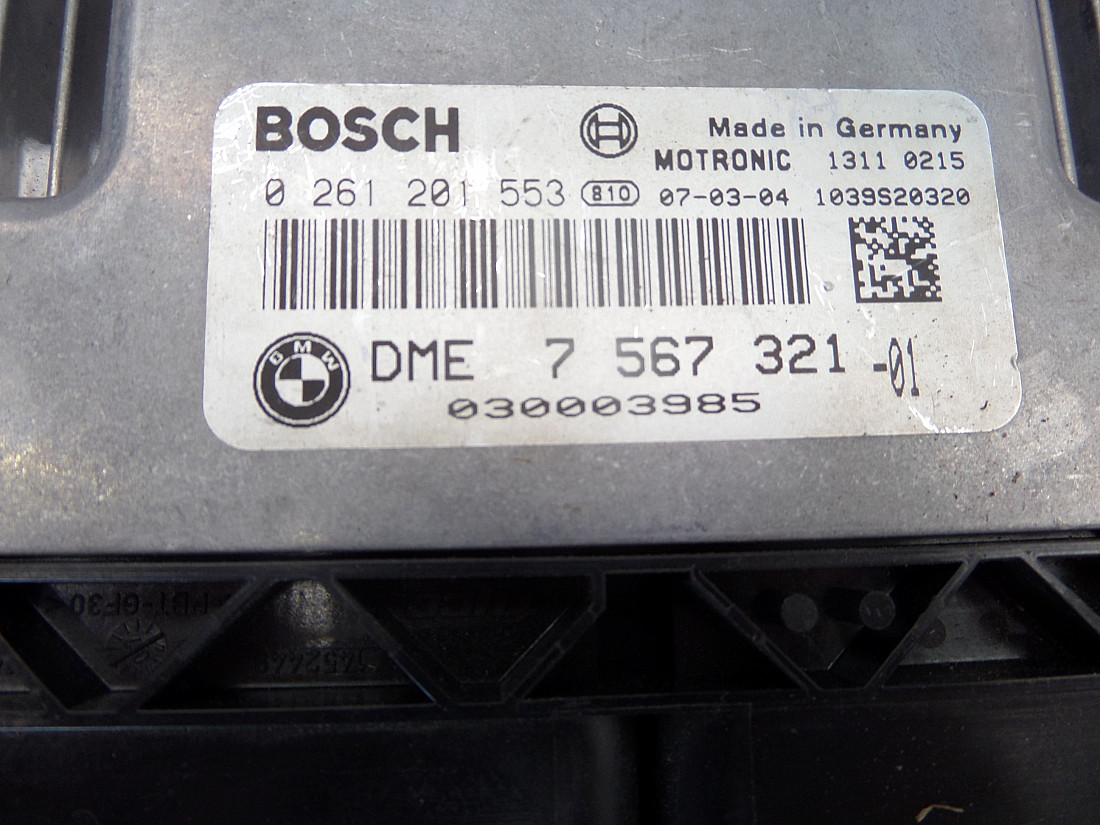 BOSCH
Made in Germany
MOTRONIC 1311 0215
0 261 201 553 810 07-03-04 1039S20320
BMW DME 7 567 321 -01
030003985